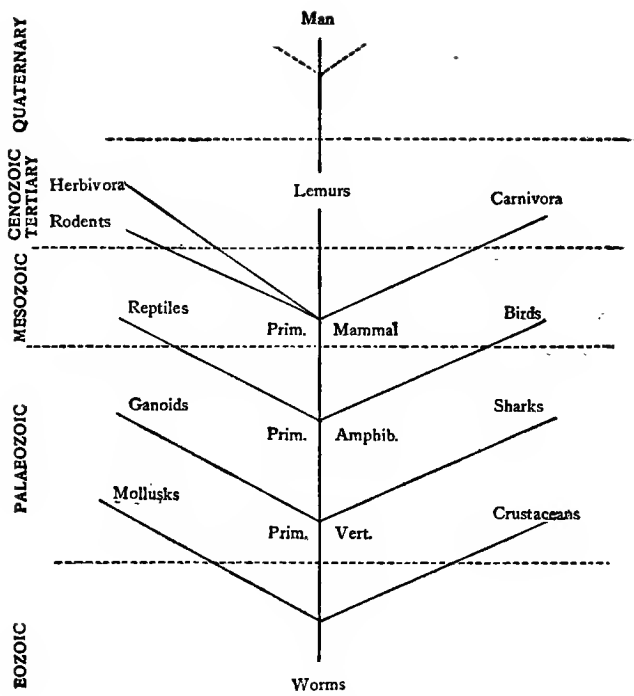 Man
QUATERNARY
Herbivora
Lemurs
Carnivora
Rodents
CENOZOIC
TERTIARY
Reptiles
Birds
Prim. Mammal
MESOZOIC
Ganoids
Sharks
Prim. Amphib.
Mollusks
Crustaceans
Prim. Vert.
PALAEOZOIC
Worms
EOZOIC